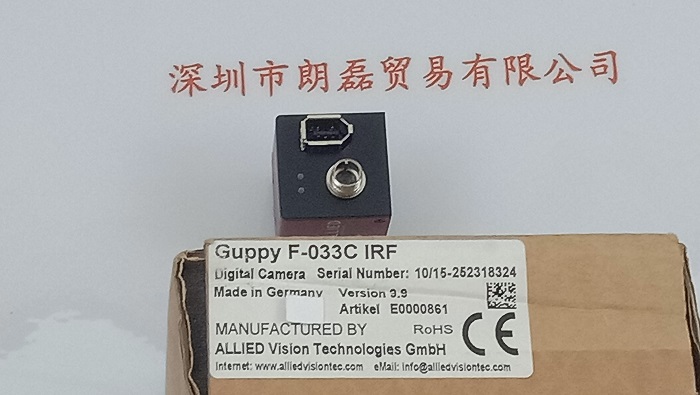 深圳市朗磊贸易有限公司
ALLIED
Guppy F-033C IRF
Digital Camera Serial Number: 10/15-252318324
Made in Germany Version 3.9
Artikel E0000861
MANUFACTURED BY RoHS CE
ALLIED Vision Technologies GmbH
Internet: www.alliedvisiontec.com eMail: info@alliedvisiontec.com